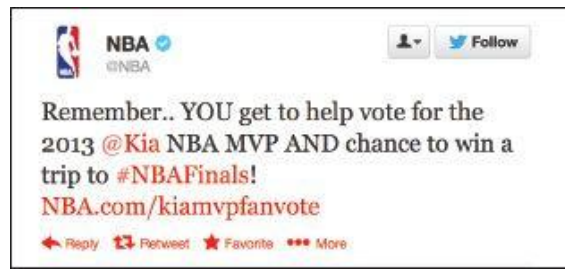 NBA
@NBA
Follow
Remember.. YOU get to help vote for the
2013 @Kia NBA MVP AND chance to win a
trip to #NBAFinals!
NBA.com/kiamvpfanvote
Reply Retweet Favorite More